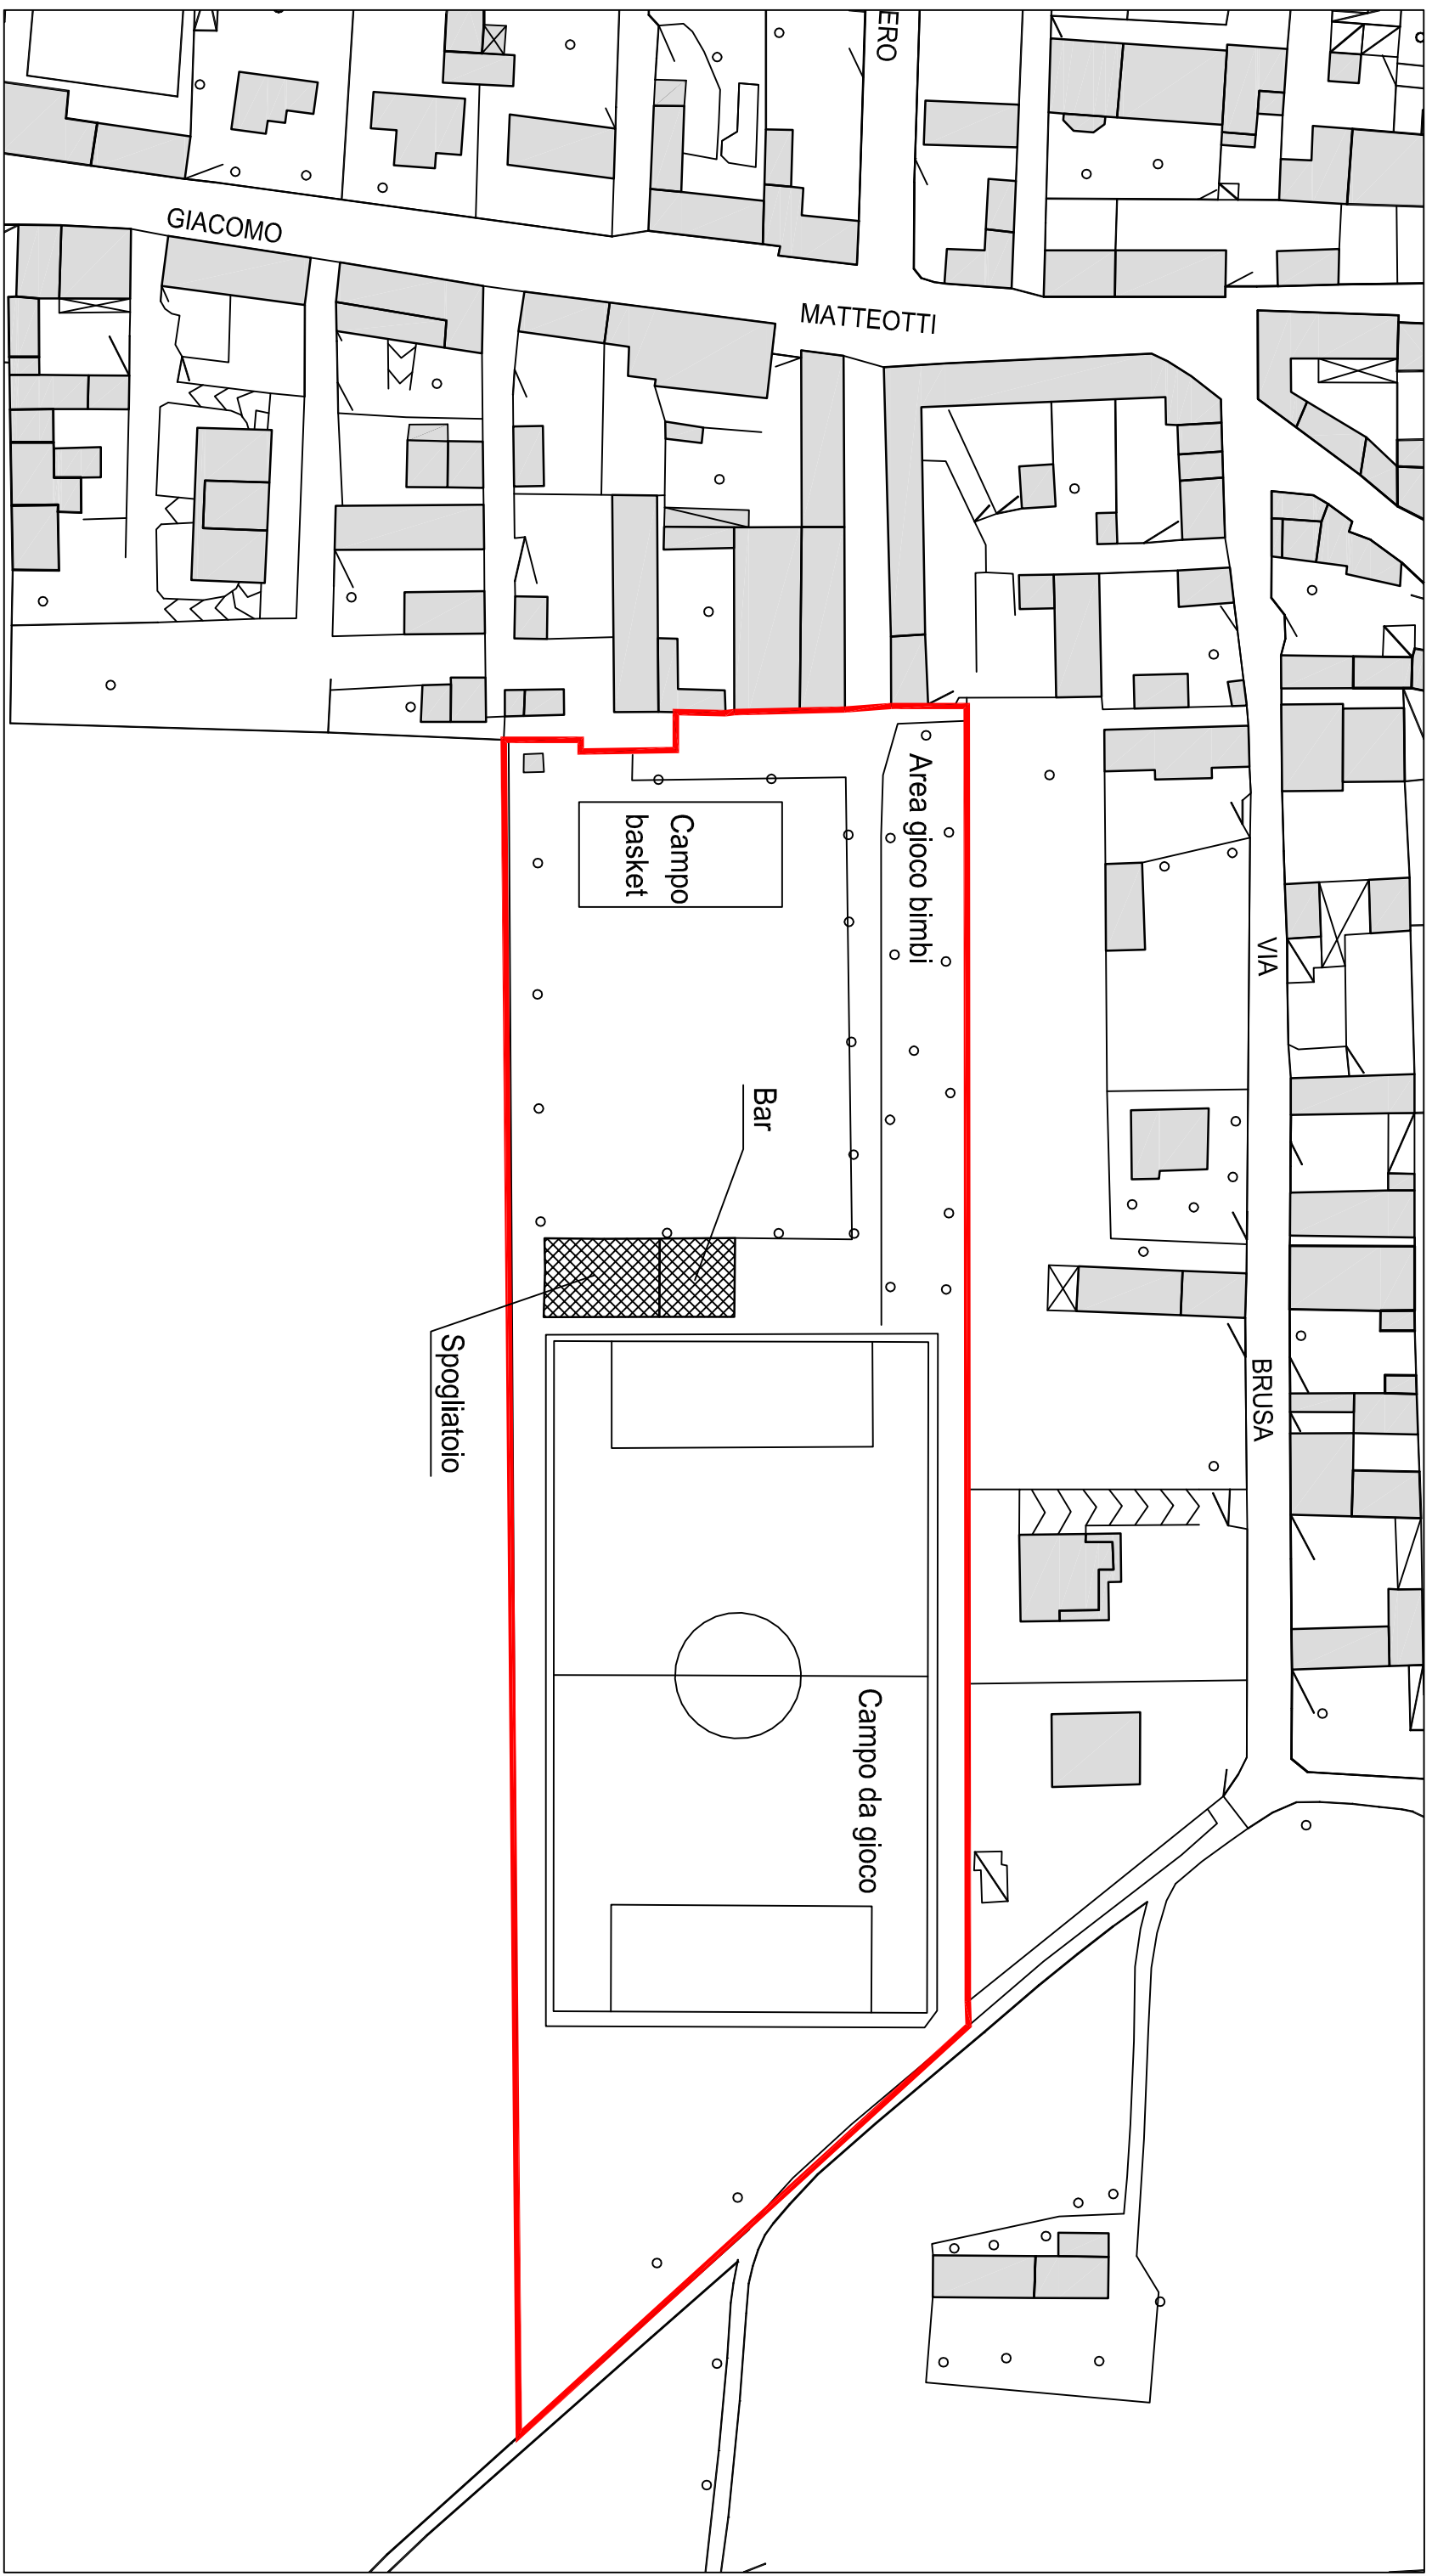 ERO
GIACOMO
MATTEOTTI
Area gioco bimbi
Campo
basket
VIA
Bar
BRUSA
Spogliatoio
Campo da gioco